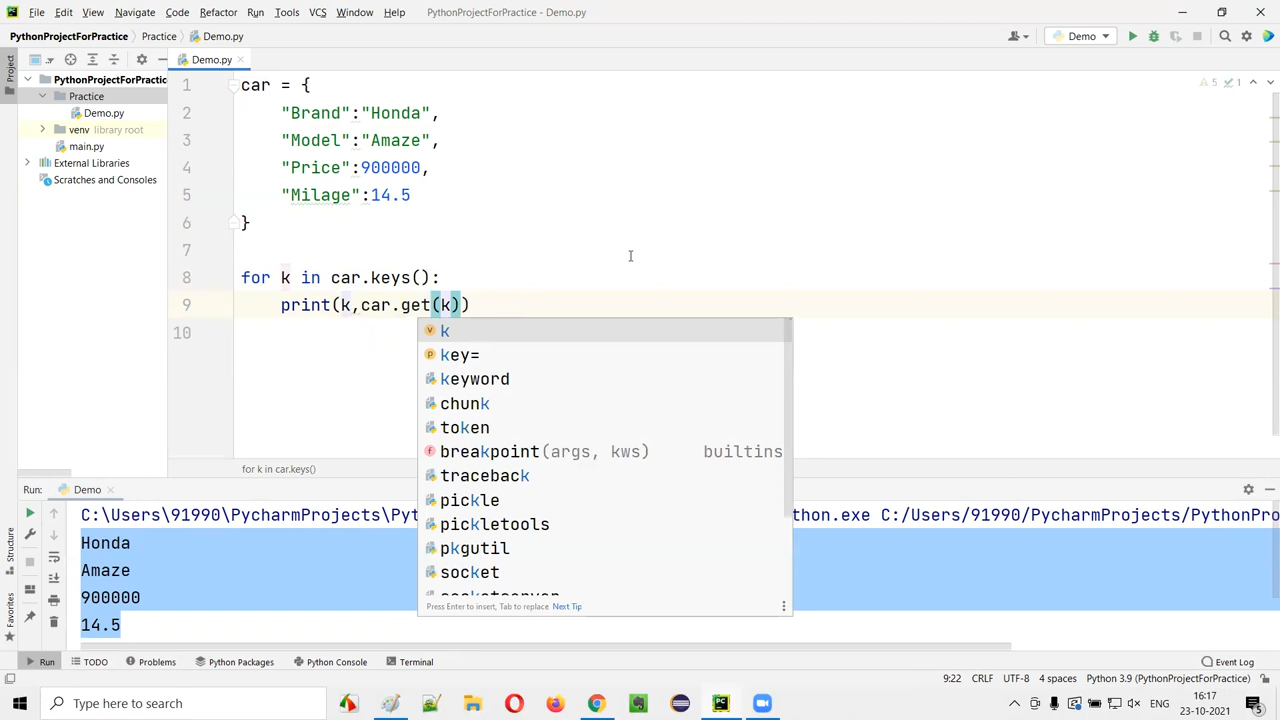 File Edit View Navigate Code Refactor Run Tools VCS Window Help PythonProjectForPractice - Demo.py
PythonProjectForPractice Practice Demo.py Demo
Project Demo.py
PythonProjectForPractic
Practice
Demo.py
venv library root
main.py
External Libraries
Scratches and Consoles
5 1
1 car = {
2 "Brand":"Honda",
3 "Model":"Amaze",
4 "Price":900000,
5 "Milage":14.5
6 }
7
8 for k in car.keys():
9 print(k,car.get(k))
10
k
key=
keyword
chunk
token
breakpoint(args, kws) builtins
traceback
pickle
pickletools
pkgutil
socket
Press Enter to insert, Tab to replace Next Tip
for k in car.keys()
Run: Demo
C:\Users\91990\PycharmProjects\Pyt thon.exe C:/Users/91990/PycharmProjects/PythonPro
Honda
Amaze
900000
14.5
Structure
Favorites
Run TODO Problems Python Packages Python Console Terminal Event Log
9:22 CRLF UTF-8 4 spaces Python 3.9 (PythonProjectForPractice)
Type here to search
ENG
16:17
23-10-2021
5